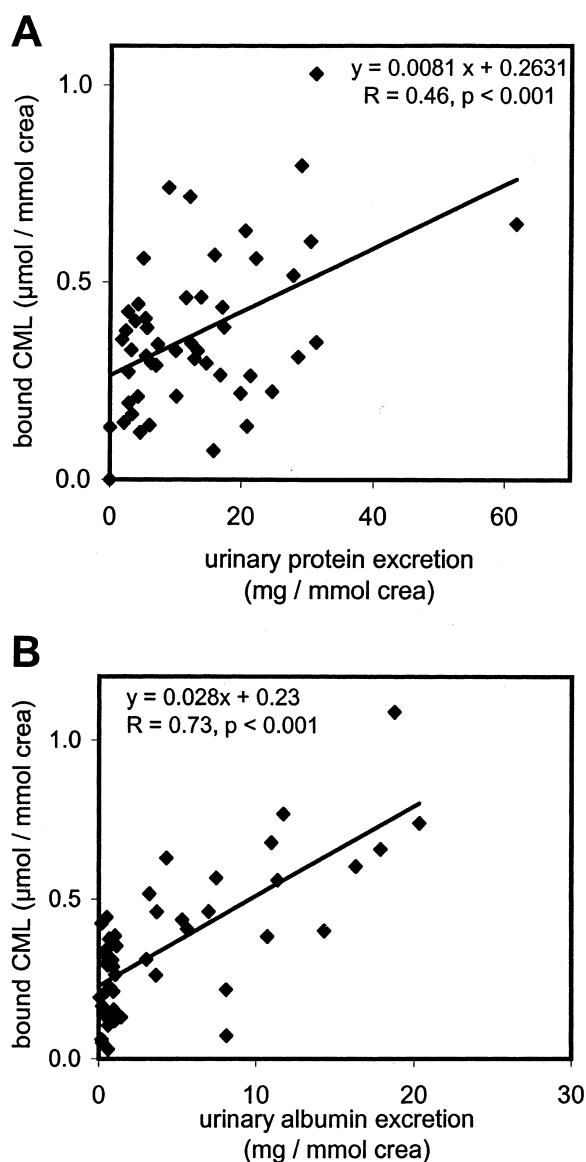 A
y = 0.0081 x + 0.2631
R = 0.46, p < 0.001
1.0
0.5
0.0
bound CML (µmol / mmol crea)
0 20 40 60
urinary protein excretion
(mg / mmol crea)
B
y = 0.028x + 0.23
R = 0.73, p < 0.001
1.0
0.5
0.0
bound CML (µmol / mmol crea)
0 10 20 30
urinary albumin excretion
(mg / mmol crea)